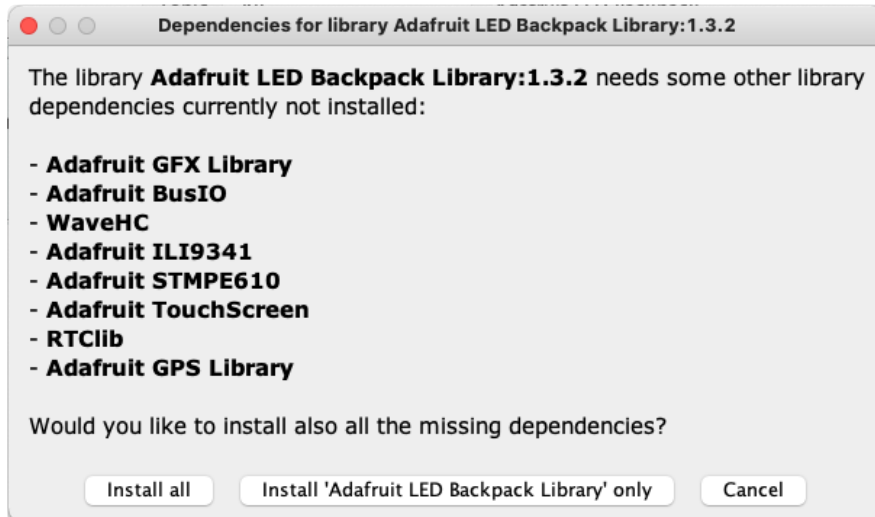 Dependencies for library Adafruit LED Backpack Library:1.3.2
The library Adafruit LED Backpack Library:1.3.2 needs some other library
dependencies currently not installed:
- Adafruit GFX Library
- Adafruit BusIO
- WaveHC
- Adafruit ILI9341
- Adafruit STMPE610
- Adafruit TouchScreen
- RTClib
- Adafruit GPS Library
Would you like to install also all the missing dependencies?
Install all
Install 'Adafruit LED Backpack Library' only
Cancel